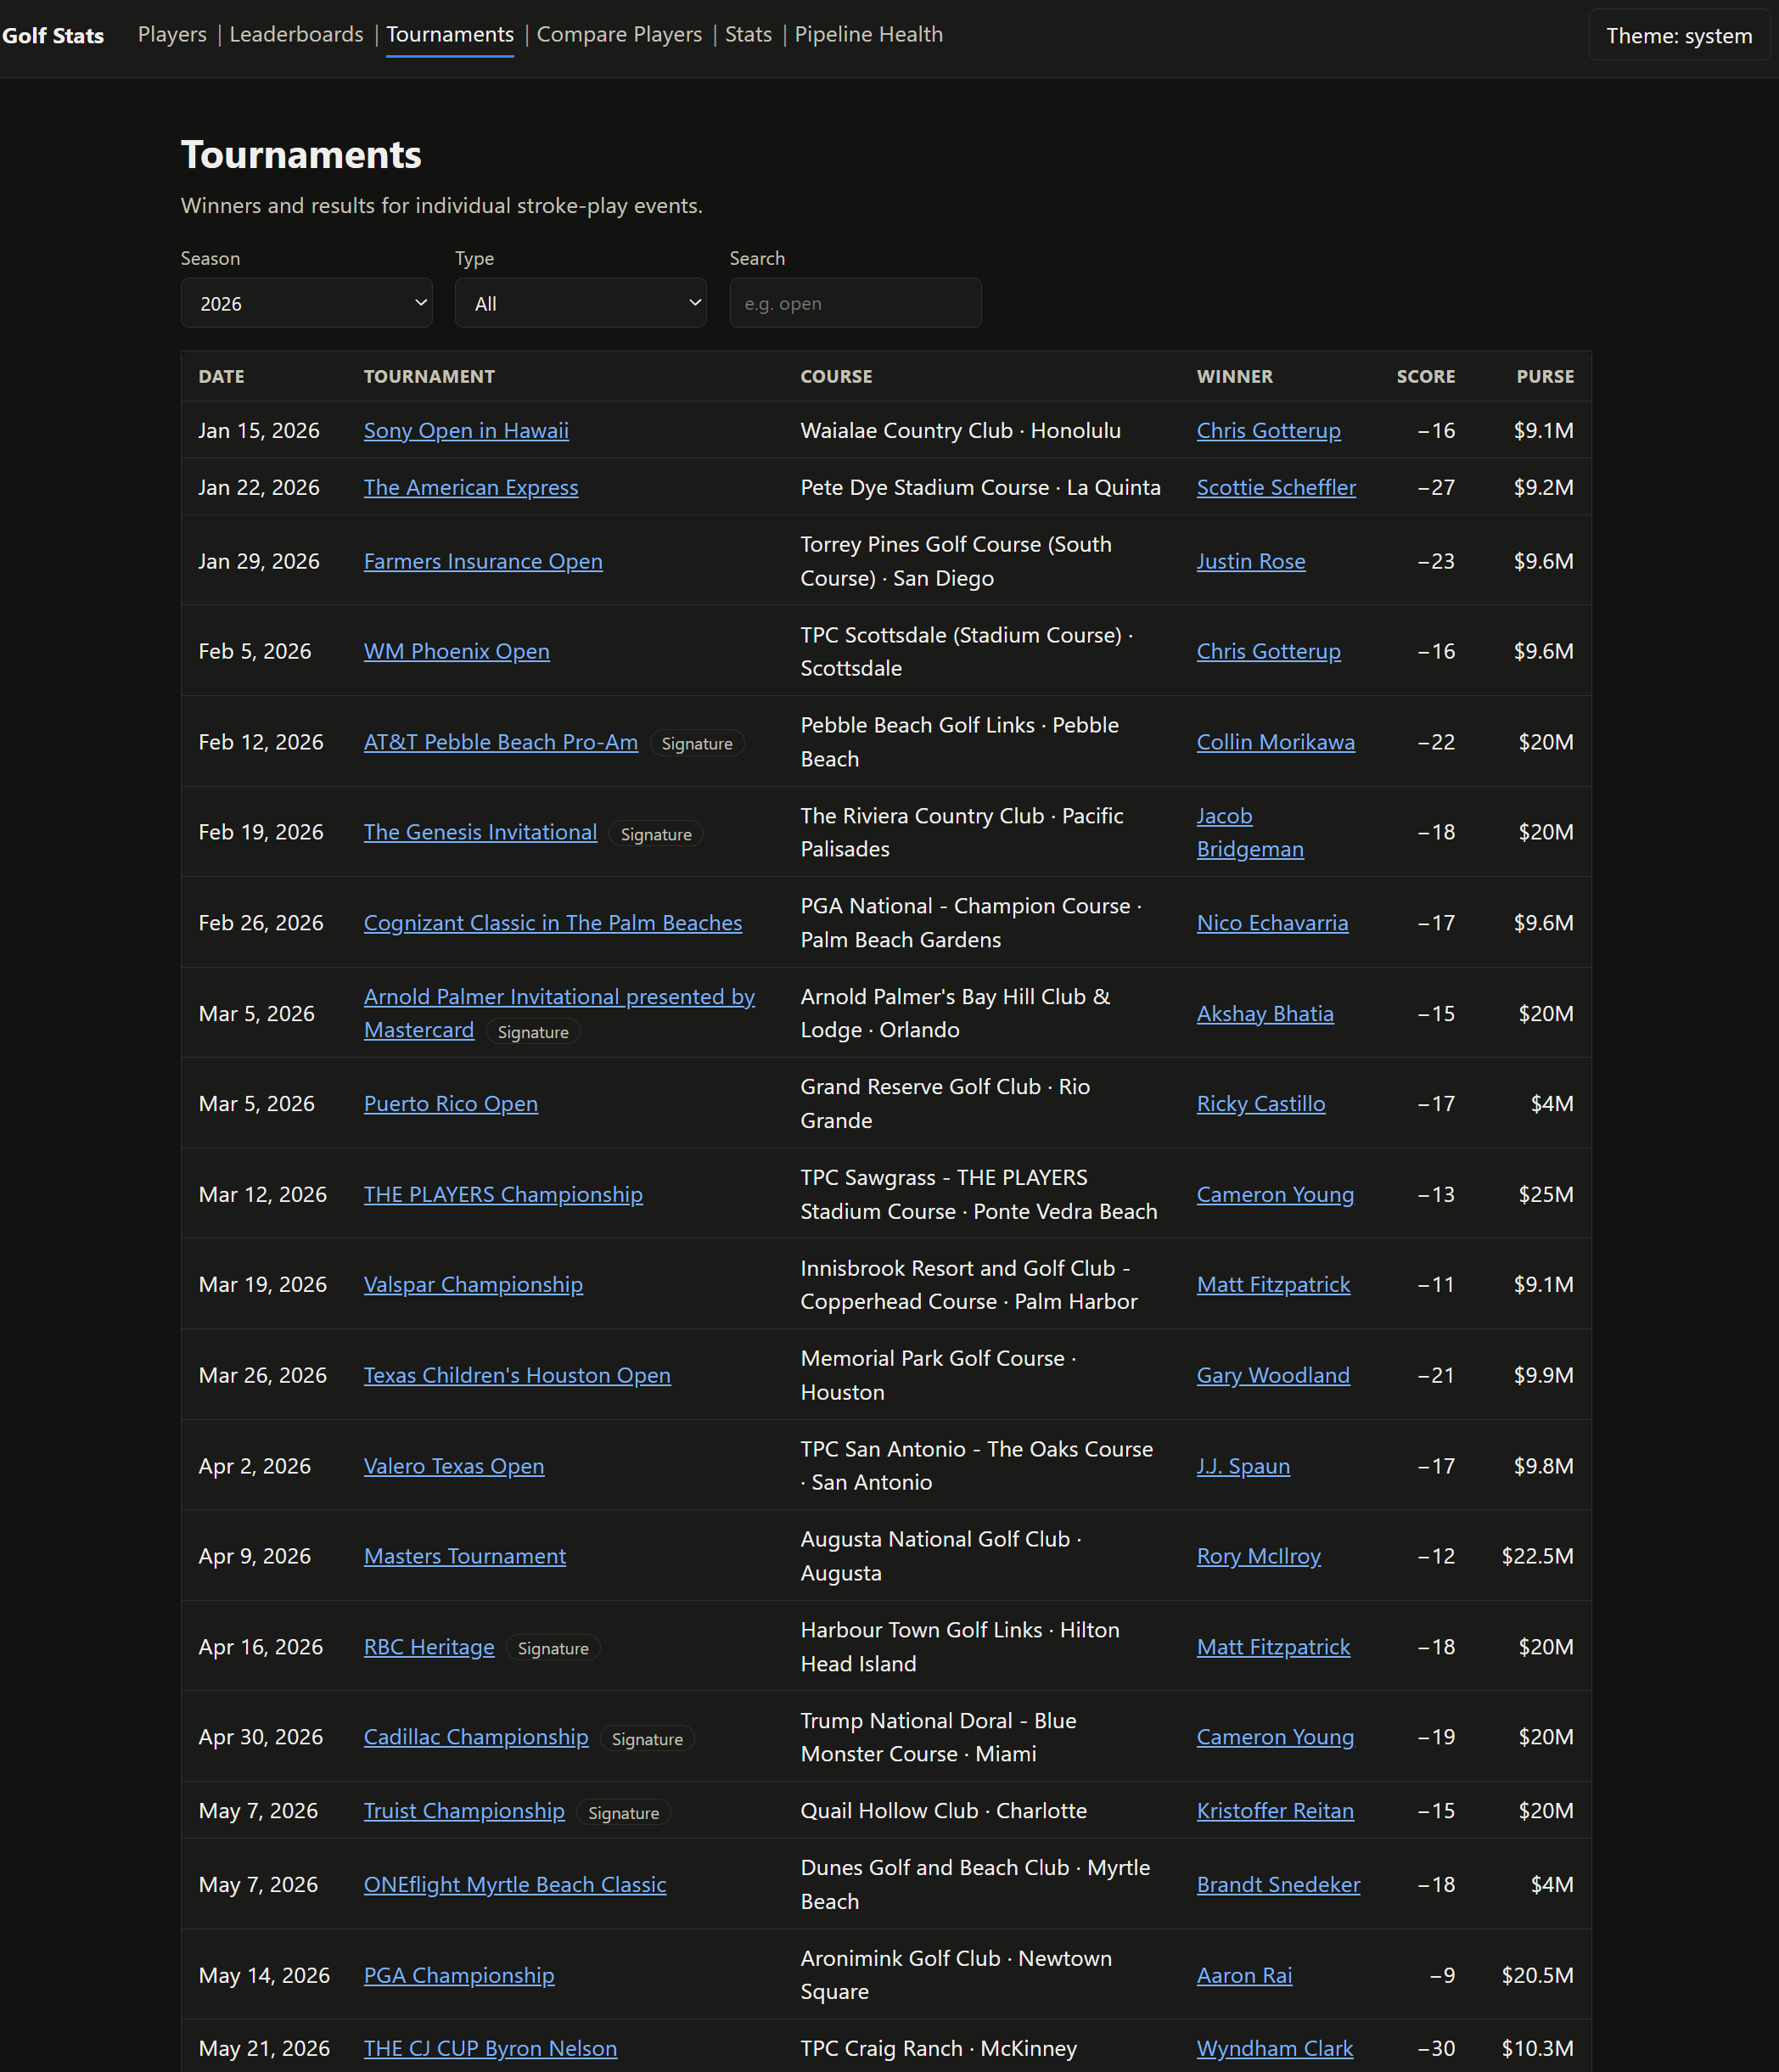 Golf Stats Players | Leaderboards | Tournaments | Compare Players | Stats | Pipeline Health Theme: system
Tournaments
Winners and results for individual stroke-play events.
Season Type Search
2026 All e.g. open
DATE TOURNAMENT COURSE WINNER SCORE PURSE
Jan 15, 2026 Sony Open in Hawaii Waialae Country Club · Honolulu Chris Gotterup −16 $9.1M
Jan 22, 2026 The American Express Pete Dye Stadium Course · La Quinta Scottie Scheffler −27 $9.2M
Jan 29, 2026 Farmers Insurance Open Torrey Pines Golf Course (South
Course) · San Diego Justin Rose −23 $9.6M
Feb 5, 2026 WM Phoenix Open TPC Scottsdale (Stadium Course) ·
Scottsdale Chris Gotterup −16 $9.6M
Feb 12, 2026 AT&T Pebble Beach Pro-Am Signature Pebble Beach Golf Links · Pebble
Beach Collin Morikawa −22 $20M
Feb 19, 2026 The Genesis Invitational Signature The Riviera Country Club · Pacific
Palisades Jacob
Bridgeman −18 $20M
Feb 26, 2026 Cognizant Classic in The Palm Beaches PGA National - Champion Course ·
Palm Beach Gardens Nico Echavarria −17 $9.6M
Mar 5, 2026 Arnold Palmer Invitational presented by
Mastercard Signature Arnold Palmer's Bay Hill Club &
Lodge · Orlando Akshay Bhatia −15 $20M
Mar 5, 2026 Puerto Rico Open Grand Reserve Golf Club · Rio
Grande Ricky Castillo −17 $4M
Mar 12, 2026 THE PLAYERS Championship TPC Sawgrass - THE PLAYERS
Stadium Course · Ponte Vedra Beach Cameron Young −13 $25M
Mar 19, 2026 Valspar Championship Innisbrook Resort and Golf Club -
Copperhead Course · Palm Harbor Matt Fitzpatrick −11 $9.1M
Mar 26, 2026 Texas Children's Houston Open Memorial Park Golf Course ·
Houston Gary Woodland −21 $9.9M
Apr 2, 2026 Valero Texas Open TPC San Antonio - The Oaks Course
· San Antonio J.J. Spaun −17 $9.8M
Apr 9, 2026 Masters Tournament Augusta National Golf Club ·
Augusta Rory McIlroy −12 $22.5M
Apr 16, 2026 RBC Heritage Signature Harbour Town Golf Links · Hilton
Head Island Matt Fitzpatrick −18 $20M
Apr 30, 2026 Cadillac Championship Signature Trump National Doral - Blue
Monster Course · Miami Cameron Young −19 $20M
May 7, 2026 Truist Championship Signature Quail Hollow Club · Charlotte Kristoffer Reitan −15 $20M
May 7, 2026 ONEflight Myrtle Beach Classic Dunes Golf and Beach Club · Myrtle
Beach Brandt Snedeker −18 $4M
May 14, 2026 PGA Championship Aronimink Golf Club · Newtown
Square Aaron Rai −9 $20.5M
May 21, 2026 THE CJ CUP Byron Nelson TPC Craig Ranch · McKinney Wyndham Clark −30 $10.3M